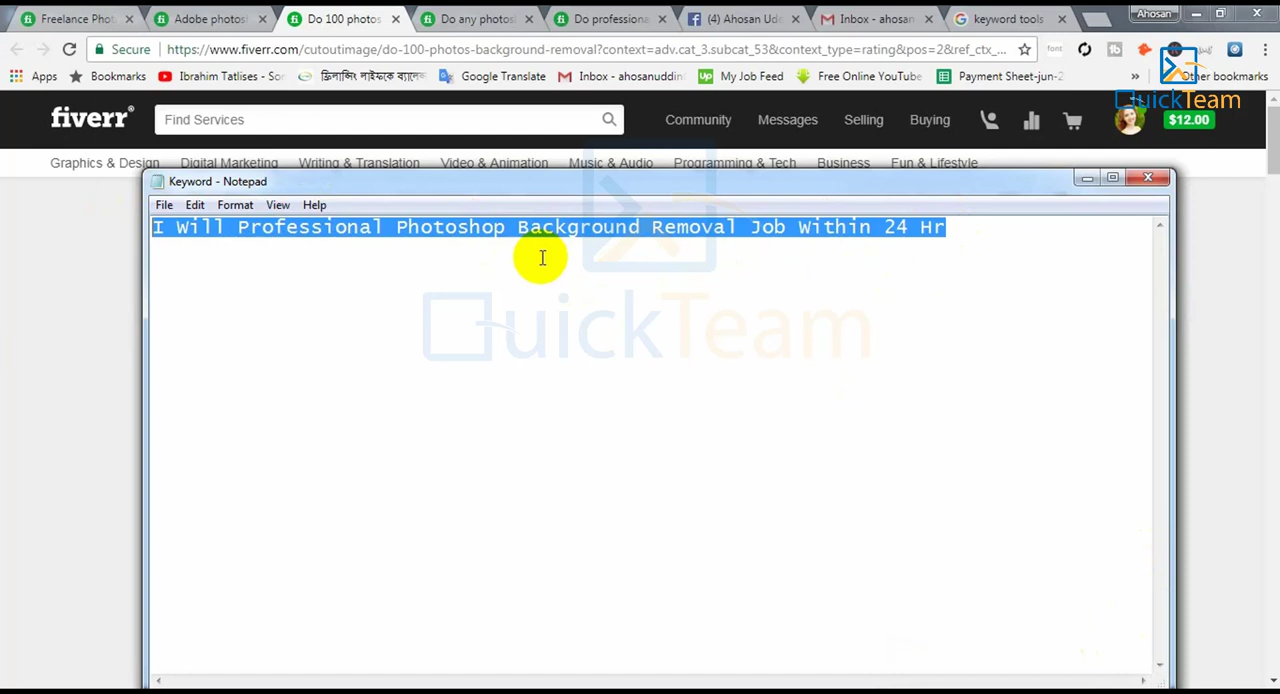 Freelance Phot
Adobe photosh
Do 100 photos
Do any photosh
Do professiona
(4) Ahosan Udd
Inbox - ahosan
keyword tools
Ahosan
Secure
https://www.fiverr.com/cutoutimage/do-100-photos-background-removal?context=adv.cat_3.subcat_53&context_type=rating&pos=2&ref_ctx_...
Apps
Bookmarks
Ibrahim Tatlises - Son
Google Translate
Inbox - ahosanuddin
My Job Feed
Free Online YouTube
Payment Sheet-jun-2
»
Other bookmarks
QuickTeam
fiverr®
Find Services
Community
Messages
Selling
Buying
$12.00
Graphics & Design
Digital Marketing
Writing & Translation
Video & Animation
Music & Audio
Programming & Tech
Business
Fun & Lifestyle
Keyword - Notepad
File Edit Format View Help
I Will Professional Photoshop Background Removal Job Within 24 Hr
QuickTeam